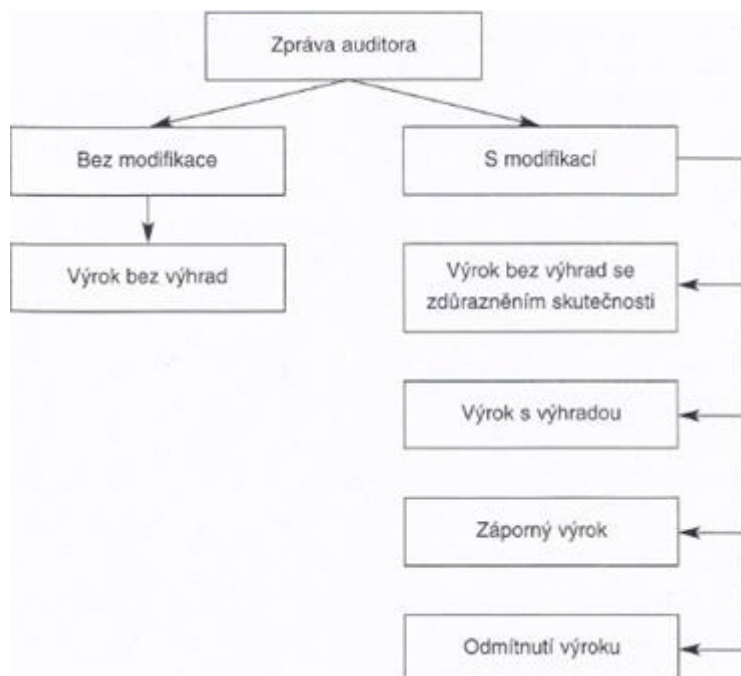 Zpráva auditora
Bez modifikace
S modifikací
Výrok bez výhrad
Výrok bez výhrad se
zdůrazněním skutečnosti
Výrok s výhradou
Záporný výrok
Odmítnutí výroku